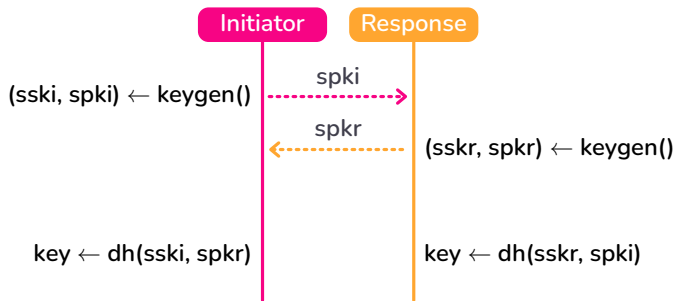 Initiator
Response
spki
(sski, spki) ← keygen()
spkr
(sskr, spkr) ← keygen()
key ← dh(sski, spkr)
key ← dh(sskr, spki)